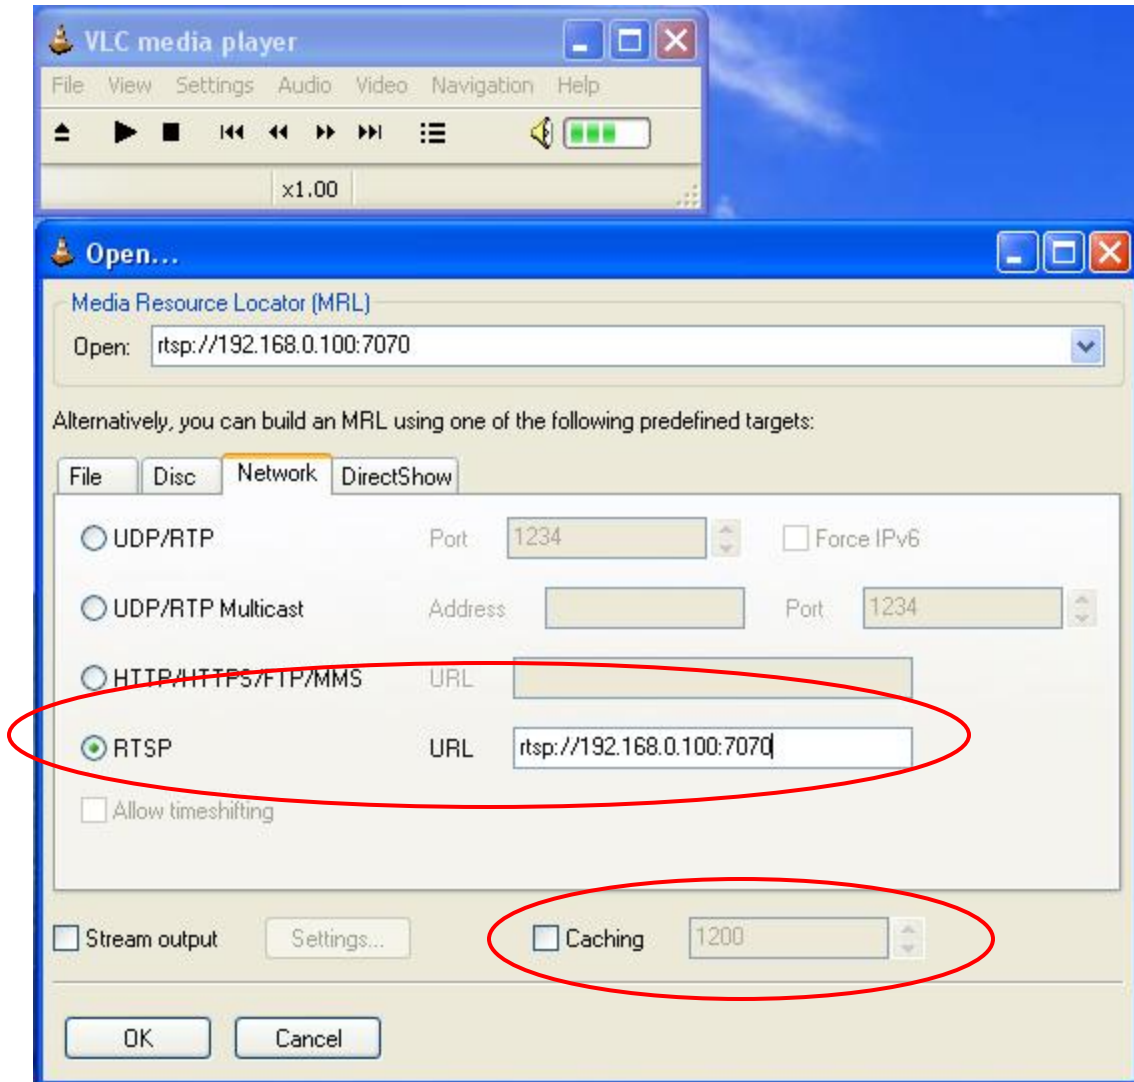 VLC media player
File View Settings Audio Video Navigation Help
x1.00
Open...
Media Resource Locator (MRL)
Open: rtsp://192.168.0.100:7070
Alternatively, you can build an MRL using one of the following predefined targets:
File Disc Network DirectShow
UDP/RTP Port 1234 Force IPv6
UDP/RTP Multicast Address Port 1234
HTTP/HTTPS/FTP/MMS URL
RTSP URL rtsp://192.168.0.100:7070
Allow timeshifting
Stream output Settings... Caching 1200
OK Cancel